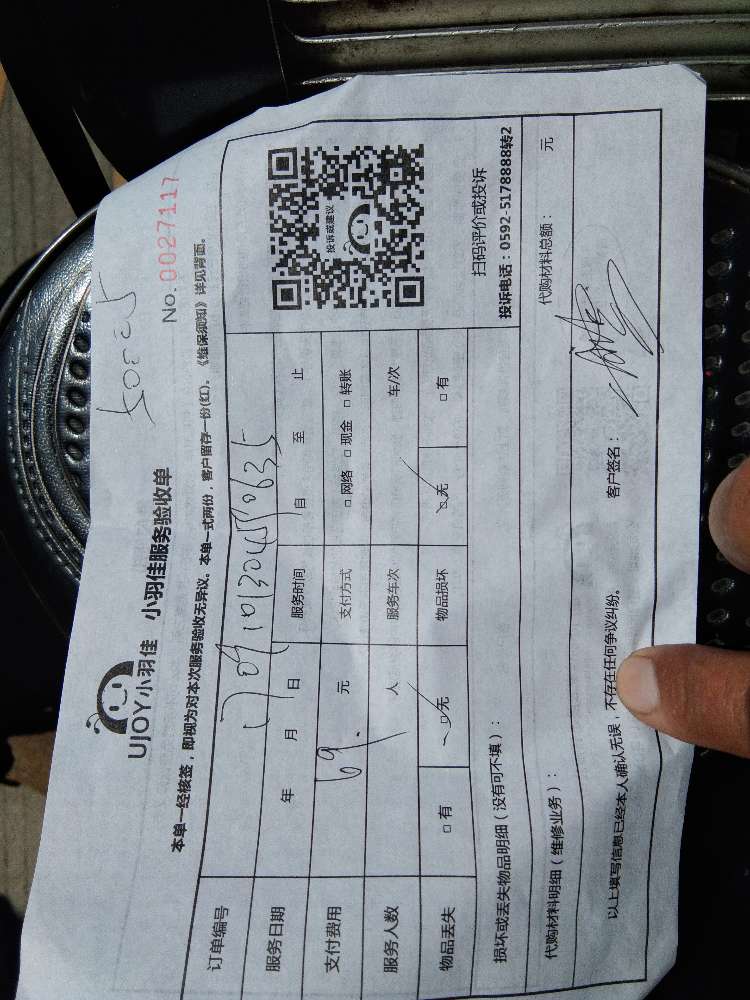 50025
UJOY小羽佳 小羽佳服务验收单 No. 0027117
本单一经核签，即视为对本次服务验收无异议。本单一式两份，客户留存一份(红)。《维保须知》详见背面。
订单编号
服务日期 年 月 日 服务时间 自 至 止
支付费用 69. 元 支付方式 □ 网络 □ 现金 □ 转账
服务人数 人 服务车次 车/次
物品丢失 □ 有 □ 无 物品损坏 □ 无 □ 有
投诉或建议
扫码评价或投诉
投诉电话：0592-5178888转2
损坏或丢失物品明细（没有可不填）：
代购材料明细（维修业务）： 代购材料总额： 元
以上填写信息已经本人确认无误，不存在任何争议纠纷。 客户签名：